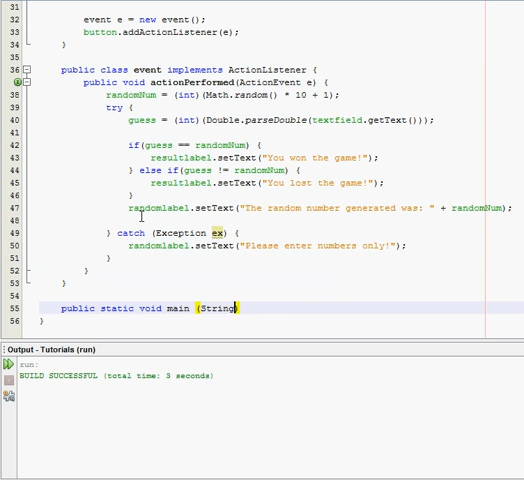 31
32 event e = new event();
33 button.addActionListener(e);
34 }
35
36 public class event implements ActionListener {
public void actionPerformed(ActionEvent e) {
38 randomNum = (int)(Math.random() * 10 + 1);
39 try {
40 guess = (int)(Double.parseDouble(textfield.getText()));
41
42 if(guess == randomNum) {
43 resultlabel.setText("You won the game!");
44 } else if(guess != randomNum) {
45 resultlabel.setText("You lost the game!");
46 }
47 randomlabel.setText("The random number generated was: " + randomNum);
48
49 } catch (Exception ex) {
50 randomlabel.setText("Please enter numbers only!");
51 }
52 }
53 }
54
55 public static void main (String)
56 }
Output - Tutorials (run)
run:
BUILD SUCCESSFUL (total time: 3 seconds)